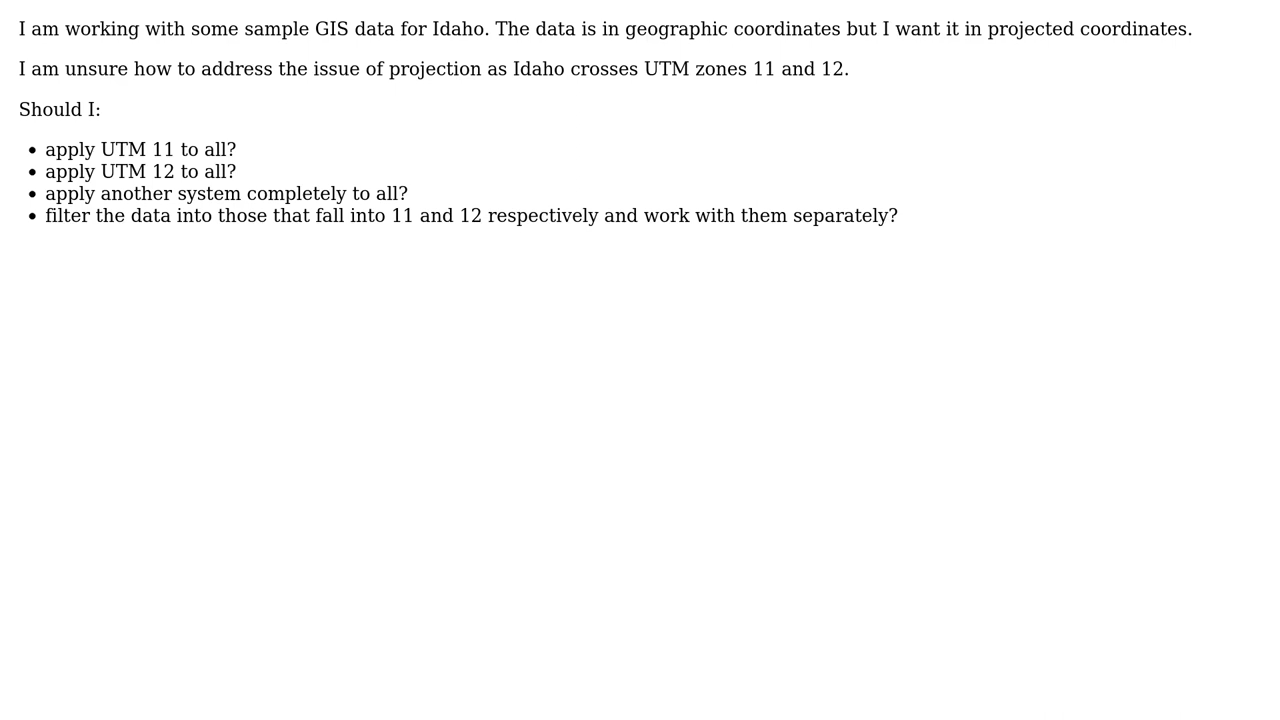 I am working with some sample GIS data for Idaho. The data is in geographic coordinates but I want it in projected coordinates.
I am unsure how to address the issue of projection as Idaho crosses UTM zones 11 and 12.
Should I:
• apply UTM 11 to all?
• apply UTM 12 to all?
• apply another system completely to all?
• filter the data into those that fall into 11 and 12 respectively and work with them separately?